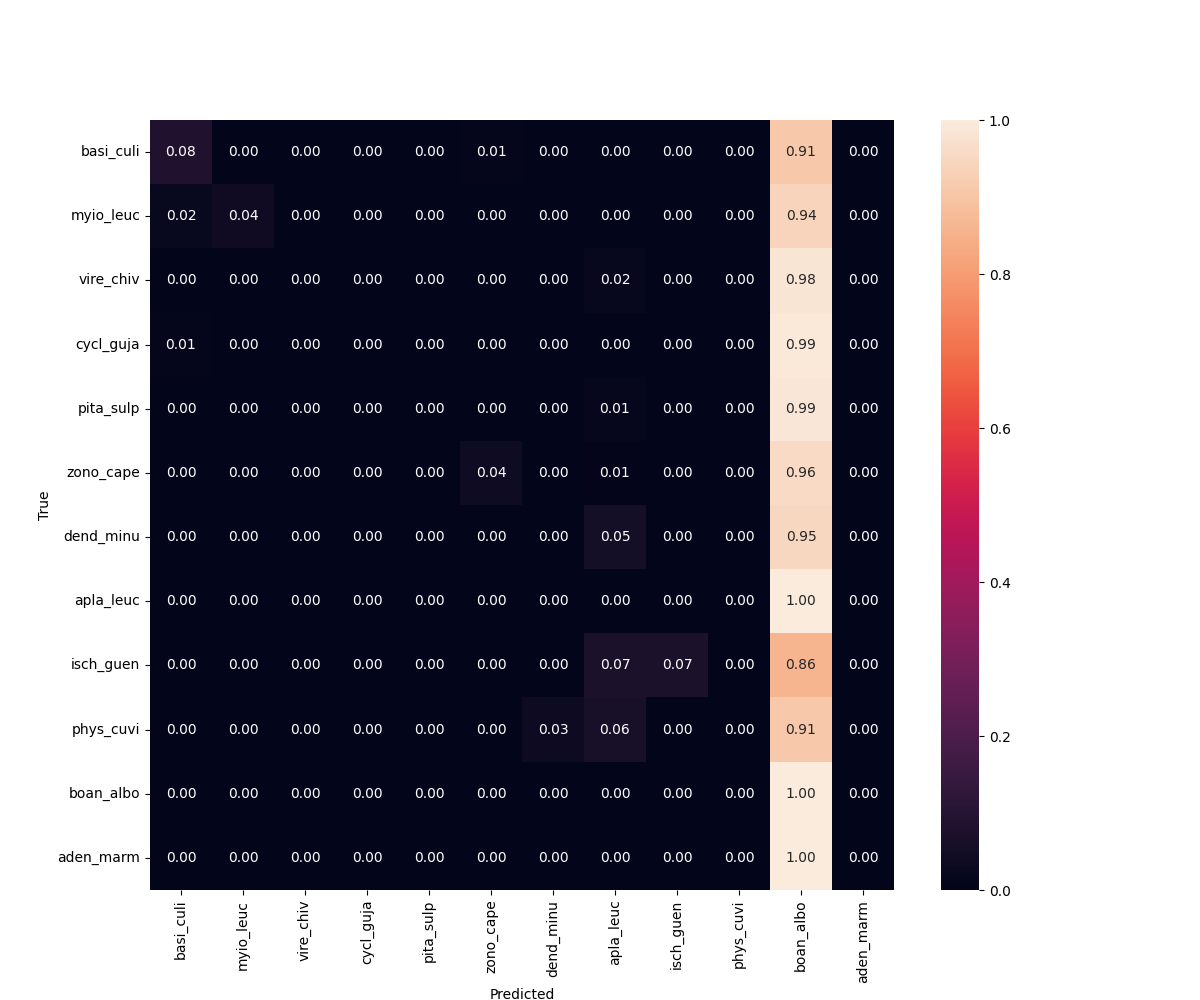 basi_culi 0.08 0.00 0.00 0.00 0.00 0.01 0.00 0.00 0.00 0.00 0.91 0.00
myio_leuc 0.02 0.04 0.00 0.00 0.00 0.00 0.00 0.00 0.00 0.00 0.94 0.00
vire_chiv 0.00 0.00 0.00 0.00 0.00 0.00 0.00 0.02 0.00 0.00 0.98 0.00
cycl_guja 0.01 0.00 0.00 0.00 0.00 0.00 0.00 0.00 0.00 0.00 0.99 0.00
pita_sulp 0.00 0.00 0.00 0.00 0.00 0.00 0.00 0.01 0.00 0.00 0.99 0.00
zono_cape 0.00 0.00 0.00 0.00 0.00 0.04 0.00 0.01 0.00 0.00 0.96 0.00
dend_minu 0.00 0.00 0.00 0.00 0.00 0.00 0.00 0.05 0.00 0.00 0.95 0.00
apla_leuc 0.00 0.00 0.00 0.00 0.00 0.00 0.00 0.00 0.00 0.00 1.00 0.00
isch_guen 0.00 0.00 0.00 0.00 0.00 0.00 0.00 0.07 0.07 0.00 0.86 0.00
phys_cuvi 0.00 0.00 0.00 0.00 0.00 0.00 0.03 0.06 0.00 0.00 0.91 0.00
boan_albo 0.00 0.00 0.00 0.00 0.00 0.00 0.00 0.00 0.00 0.00 1.00 0.00
aden_marm 0.00 0.00 0.00 0.00 0.00 0.00 0.00 0.00 0.00 0.00 1.00 0.00
True
basi_culi myio_leuc vire_chiv cycl_guja pita_sulp zono_cape dend_minu apla_leuc isch_guen phys_cuvi boan_albo aden_marm
Predicted
1.0
0.8
0.6
0.4
0.2
0.0